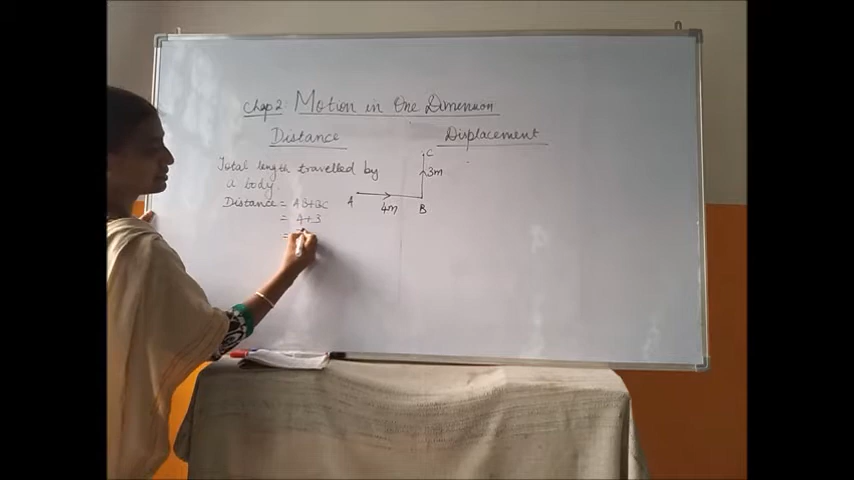 Chap 2: Motion in One Dimension
Distance
Displacement
Total length travelled by
a body.
Distance = AB+BC
= 4+3
=
C
3m
A
4m
B